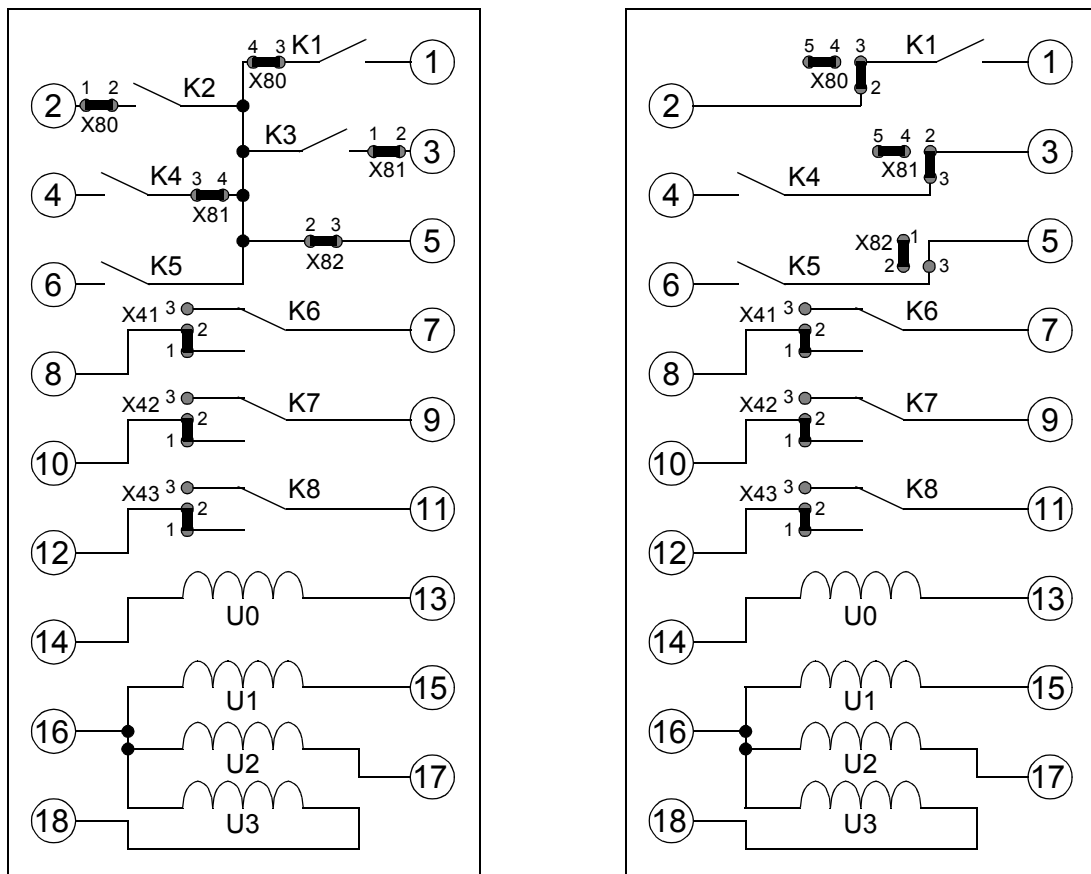 4 3 K1 1
X80
2 1 2 K2
X80
K3 1 2 3
X81
4 K4 3 4
X81
2 3 5
X82
6 K5
X41 3 K6 7
2
8 1
X42 3 K7 9
2
10 1
X43 3 K8 11
2
12 1
13
14 U0
15
16 U1
U2 17
18 U3
5 4 3 K1 1
X80
2 2
5 4 2 3
X81
4 K4 3
X82 1 5
6 K5 2 3
X41 3 K6 7
2
8 1
X42 3 K7 9
2
10 1
X43 3 K8 11
2
12 1
13
14 U0
15
16 U1
U2 17
18 U3